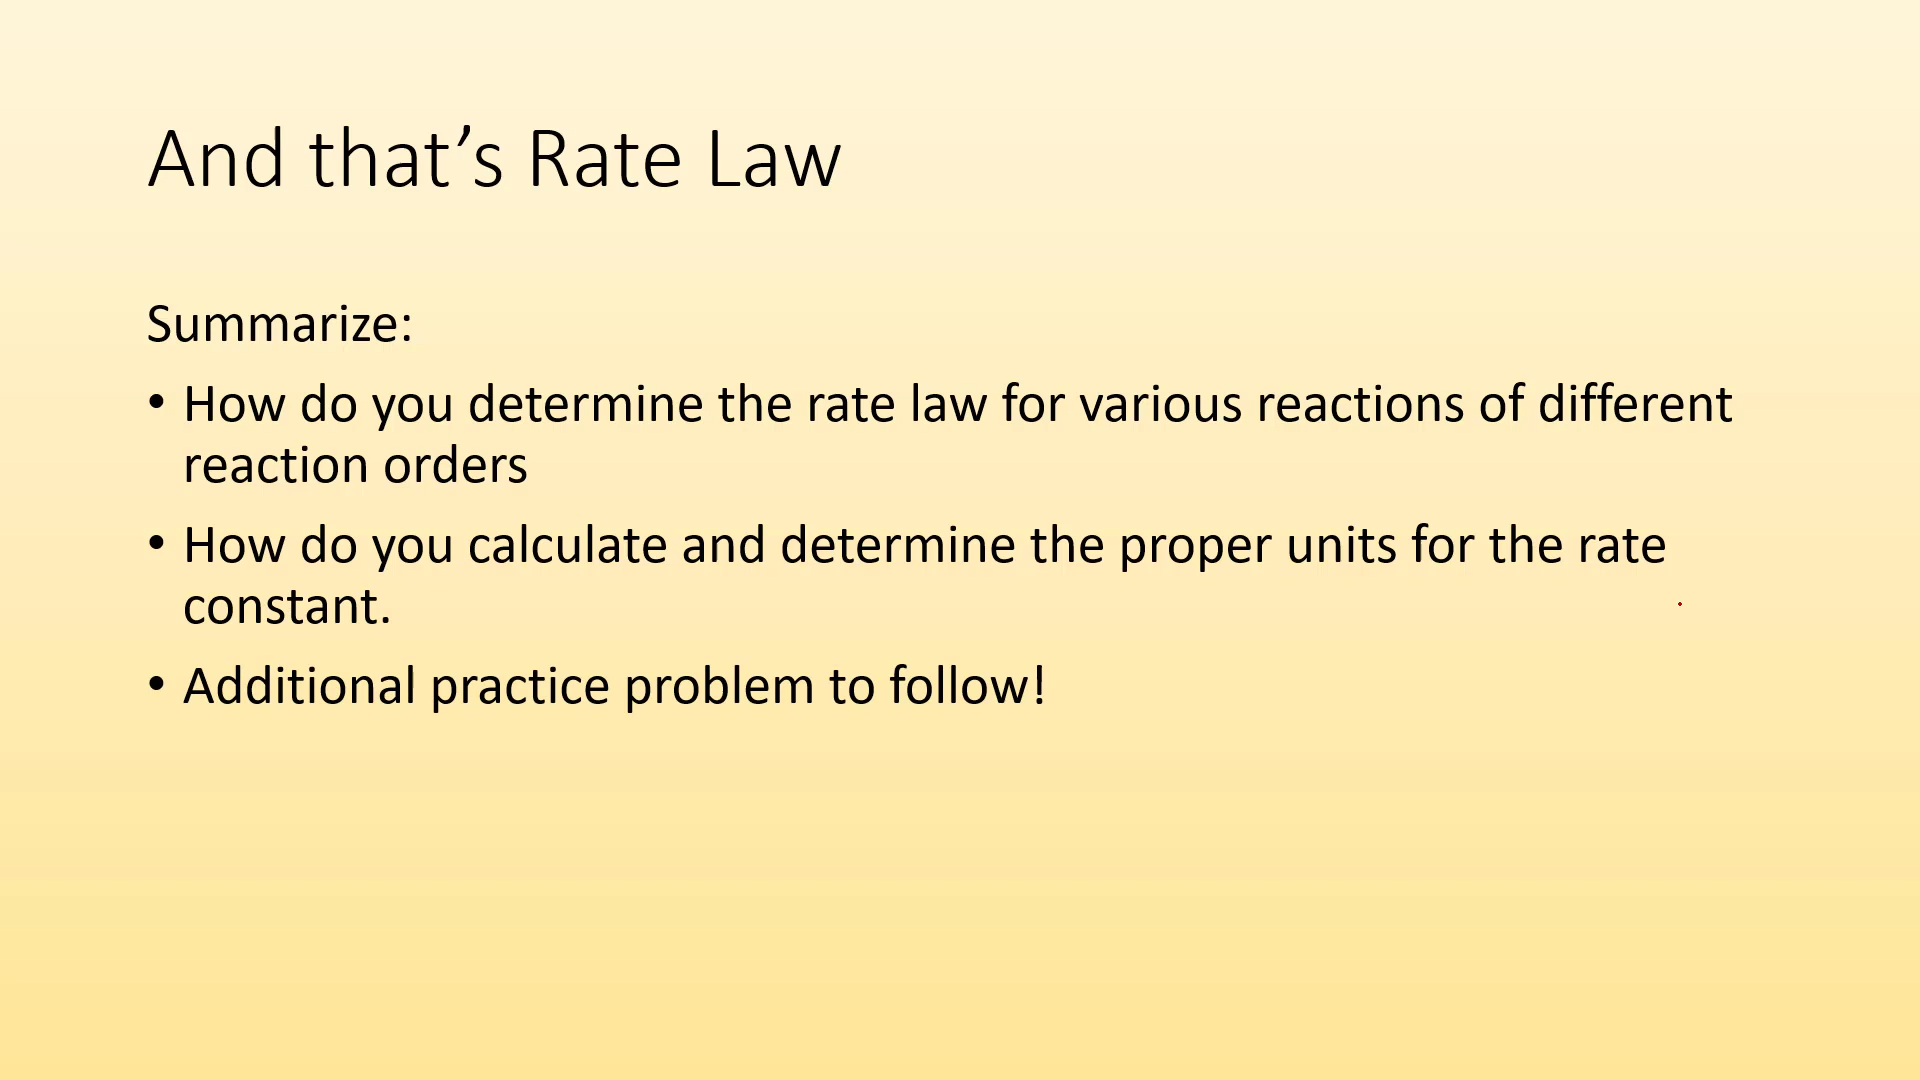 And that’s Rate Law
Summarize:
• How do you determine the rate law for various reactions of different
reaction orders
• How do you calculate and determine the proper units for the rate
constant.
• Additional practice problem to follow!